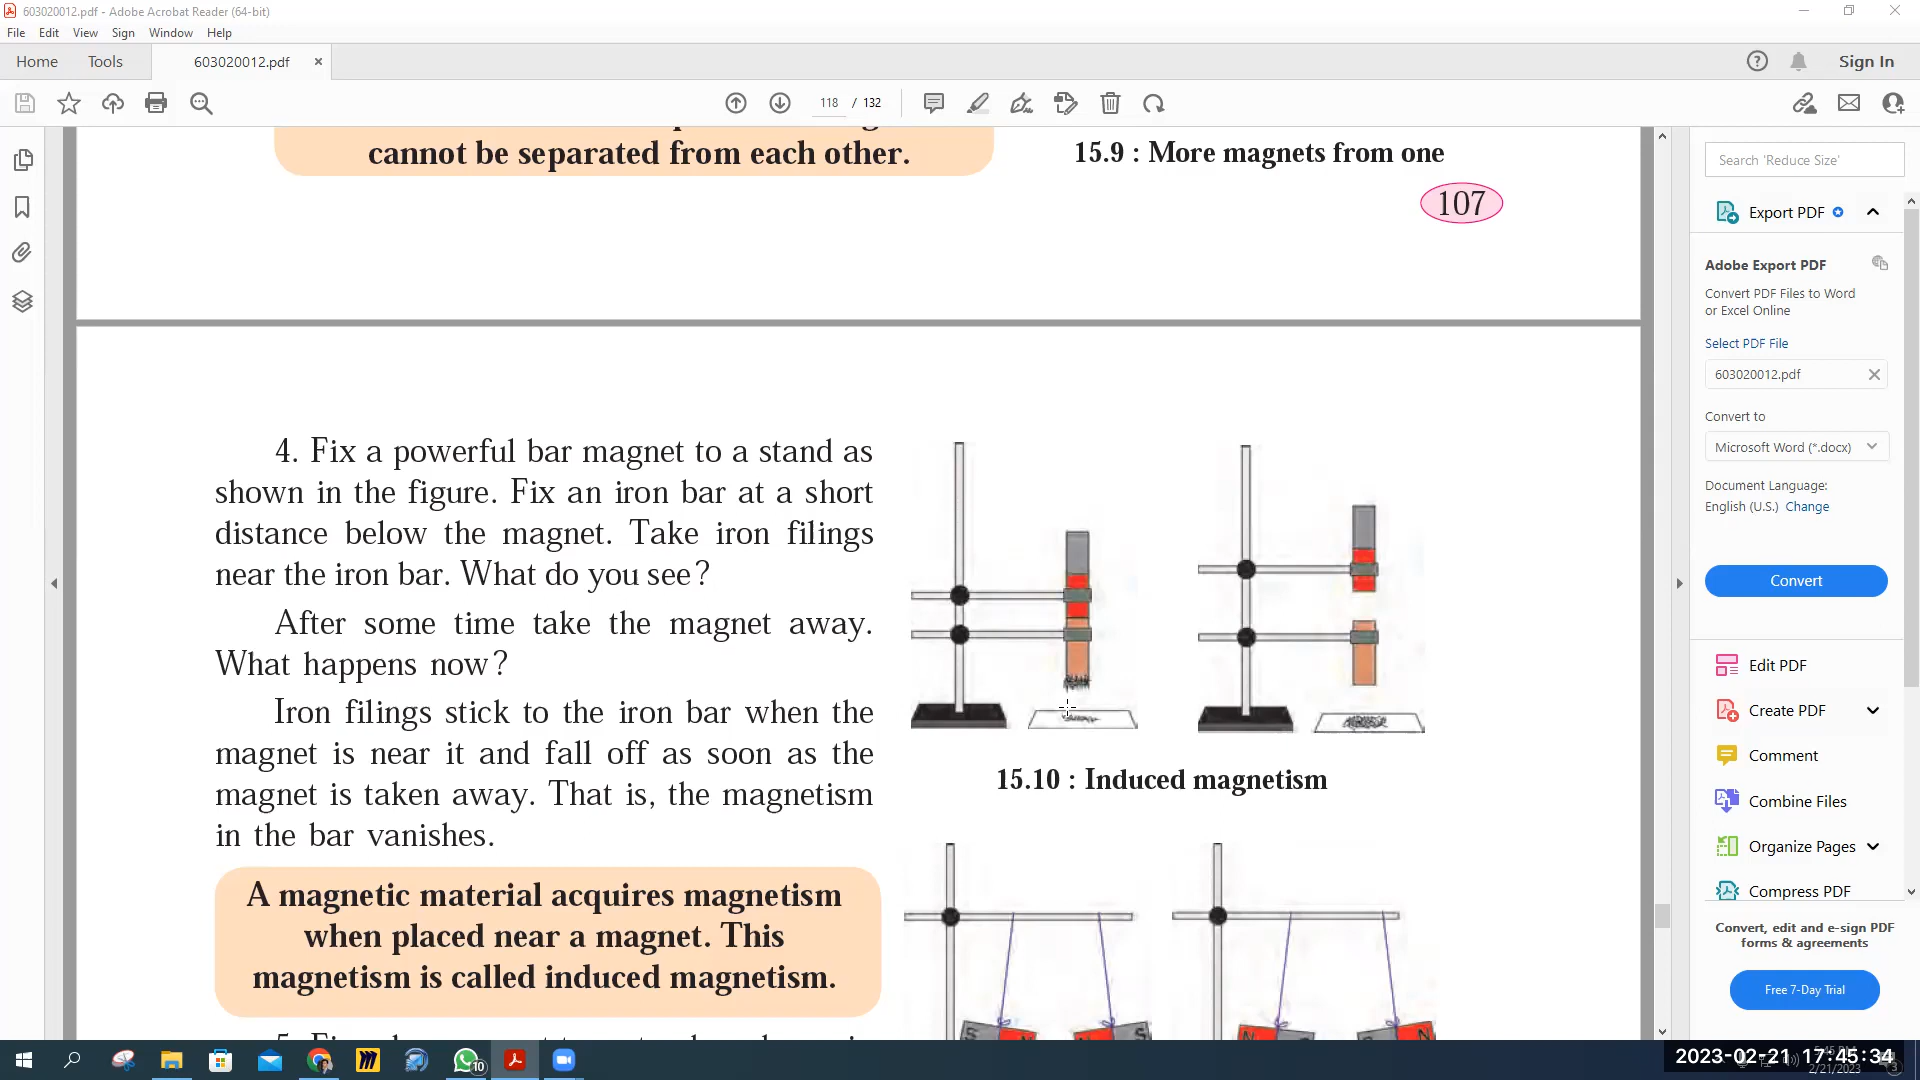 603020012.pdf - Adobe Acrobat Reader (64-bit)
File Edit View Sign Window Help
Home Tools 603020012.pdf × Sign In
118 / 132
cannot be separated from each other.
15.9 : More magnets from one
107
4. Fix a powerful bar magnet to a stand as
shown in the figure. Fix an iron bar at a short
distance below the magnet. Take iron filings
near the iron bar. What do you see?
After some time take the magnet away.
What happens now?
Iron filings stick to the iron bar when the
magnet is near it and fall off as soon as the
magnet is taken away. That is, the magnetism
in the bar vanishes.
A magnetic material acquires magnetism
when placed near a magnet. This
magnetism is called induced magnetism.
15.10 : Induced magnetism
S N S N N
Search 'Reduce Size'
Export PDF
Adobe Export PDF
Convert PDF Files to Word
or Excel Online
Select PDF File
603020012.pdf
Convert to
Microsoft Word (*.docx)
Document Language:
English (U.S.) Change
Convert
Edit PDF
Create PDF
Comment
Combine Files
Organize Pages
Compress PDF
Convert, edit and e-sign PDF
forms & agreements
Free 7-Day Trial
10
2023-02-21 17:45:34
2/21/2023